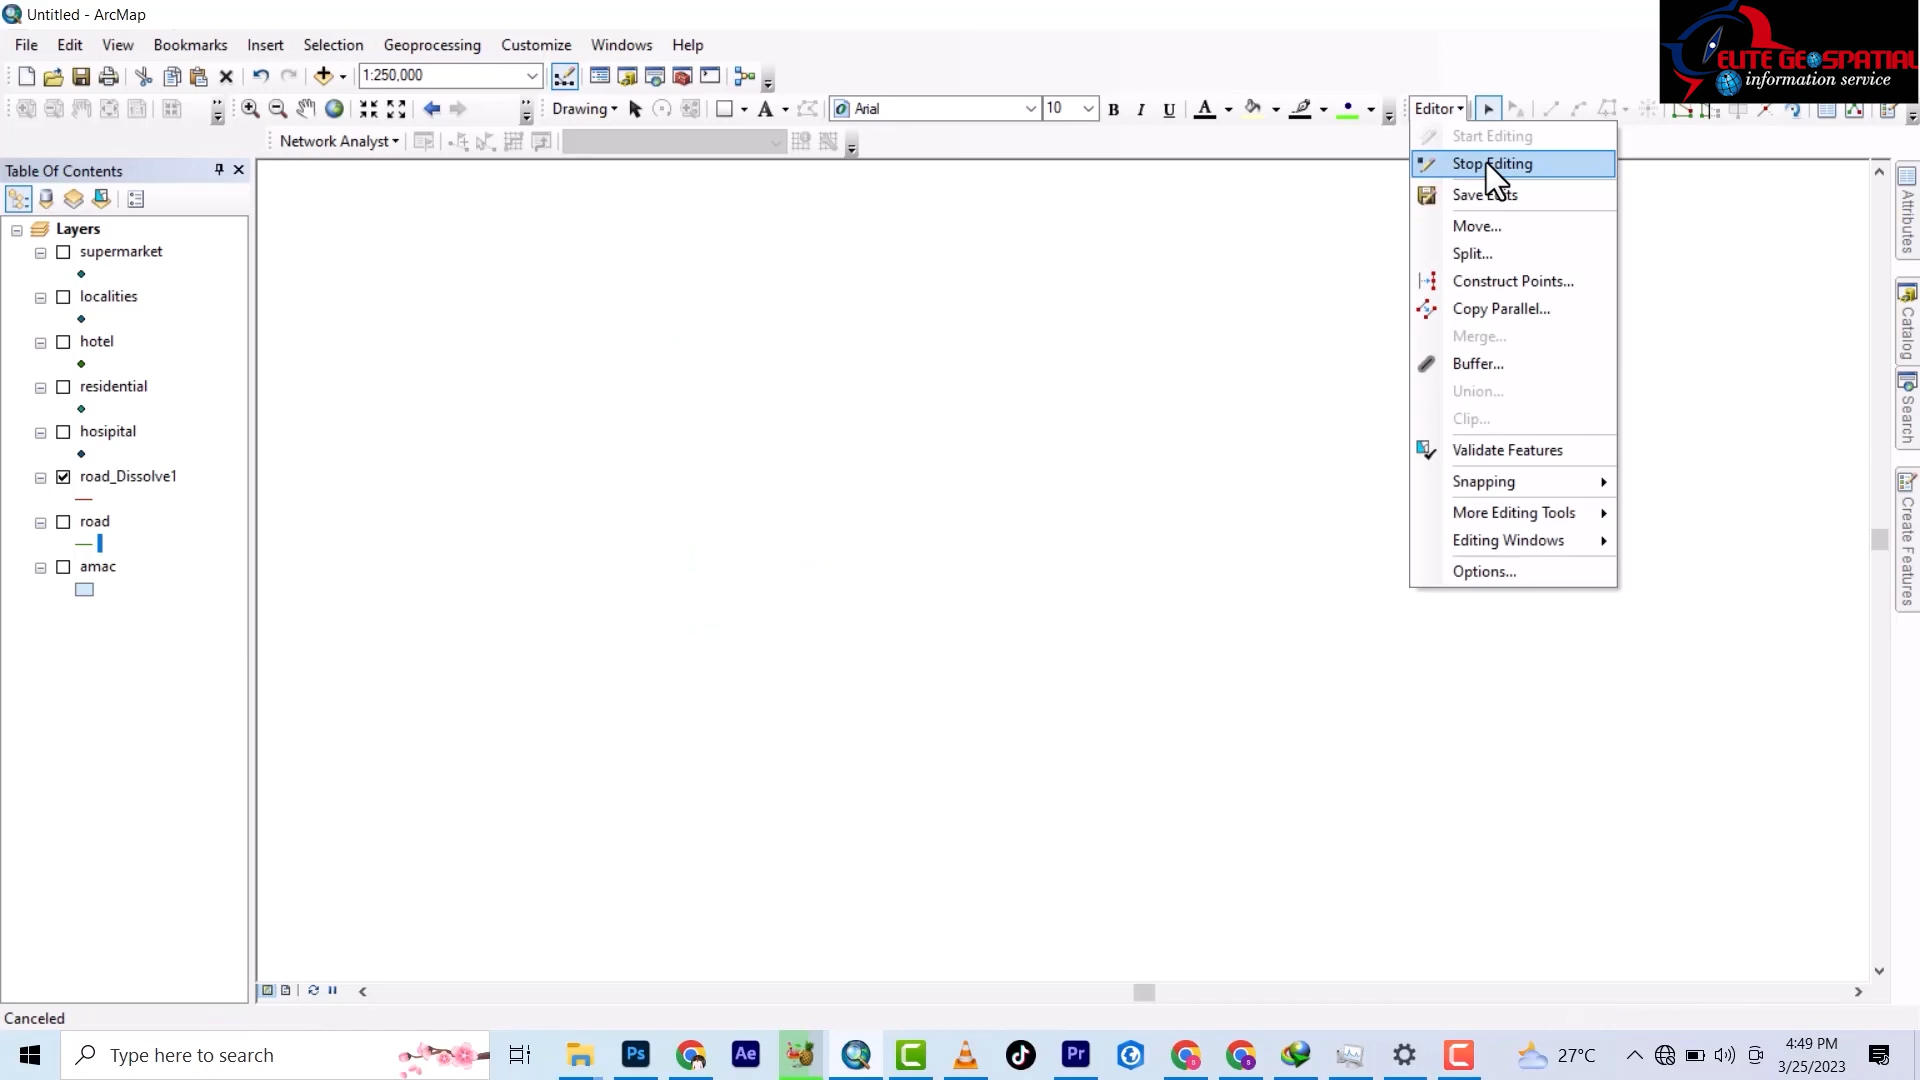 Untitled - ArcMap
File Edit View Bookmarks Insert Selection Geoprocessing Customize Windows Help
ELITE GEOSPATIAL
information service
1:250,000
Drawing
Arial
10
B I U A
Editor
Network Analyst
Start Editing
Stop Editing
Save Edits
Move...
Split...
Construct Points...
Copy Parallel...
Merge...
Buffer...
Union...
Clip...
Validate Features
Snapping
More Editing Tools
Editing Windows
Options...
Table Of Contents
Layers
supermarket
localities
hotel
residential
hosipital
road_Dissolve1
road
amac
Attributes
Catalog
Search
Create Features
Canceled
Type here to search
Ps
Ae
Pr
27°C
4:49 PM
3/25/2023